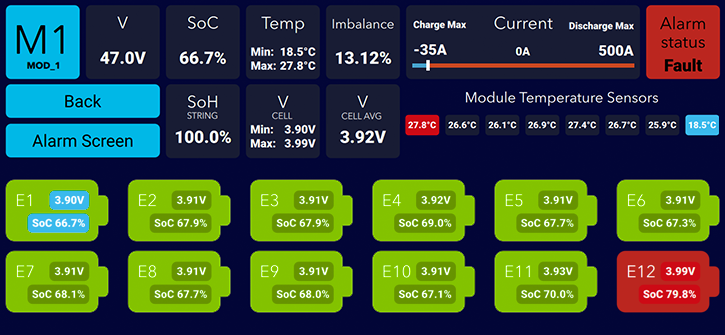 M1
MOD_1
V
47.0V
SoC
66.7%
Temp
Min: 18.5°C
Max: 27.8°C
Imbalance
13.12%
Charge Max
Current
Discharge Max
-35A
0A
500A
Alarm
status
Fault
Back
Alarm Screen
SoH
STRING
100.0%
V
CELL
Min: 3.90V
Max: 3.99V
V
CELL AVG
3.92V
Module Temperature Sensors
27.8°C 26.6°C 26.1°C 26.9°C 27.4°C 26.7°C 25.9°C 18.5°C
E1 3.90V
SoC 66.7%
E2 3.91V
SoC 67.9%
E3 3.91V
SoC 67.9%
E4 3.92V
SoC 69.0%
E5 3.91V
SoC 67.7%
E6 3.91V
SoC 67.3%
E7 3.91V
SoC 68.1%
E8 3.91V
SoC 67.7%
E9 3.91V
SoC 68.0%
E10 3.91V
SoC 67.1%
E11 3.93V
SoC 70.0%
E12 3.99V
SoC 79.8%